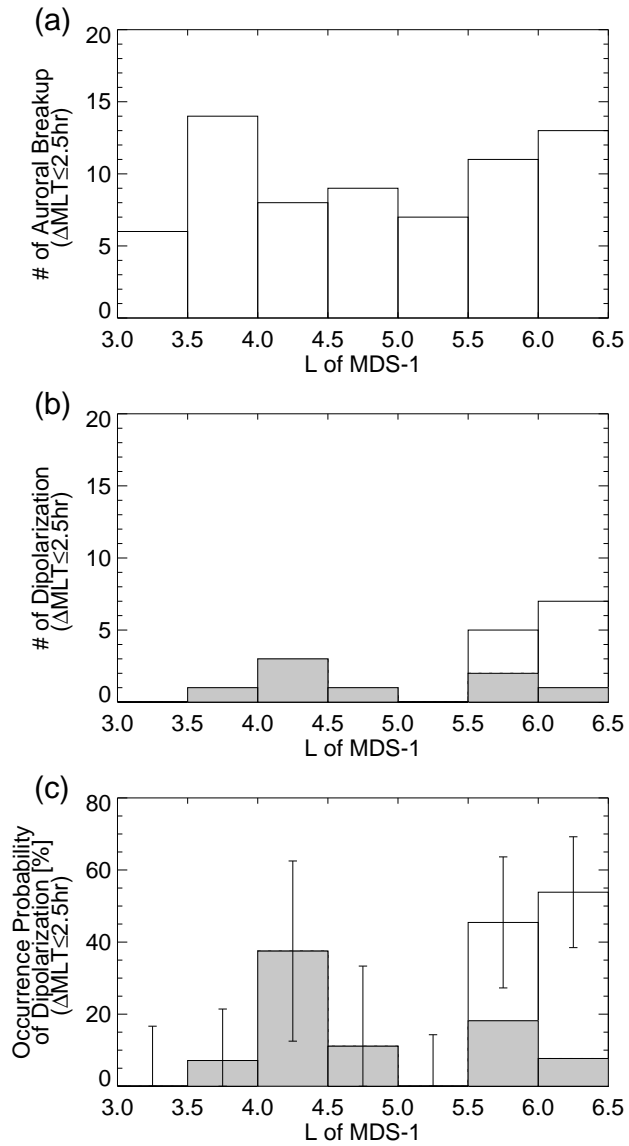 (a)
20
15
10
5
0
# of Auroral Breakup
(ΔMLT≤2.5hr)
3.0 3.5 4.0 4.5 5.0 5.5 6.0 6.5
L of MDS-1
(b)
20
15
10
5
0
# of Dipolarization
(ΔMLT≤2.5hr)
3.0 3.5 4.0 4.5 5.0 5.5 6.0 6.5
L of MDS-1
(c)
80
60
40
20
0
Occurrence Probability
of Dipolarization [%]
(ΔMLT≤2.5hr)
3.0 3.5 4.0 4.5 5.0 5.5 6.0 6.5
L of MDS-1